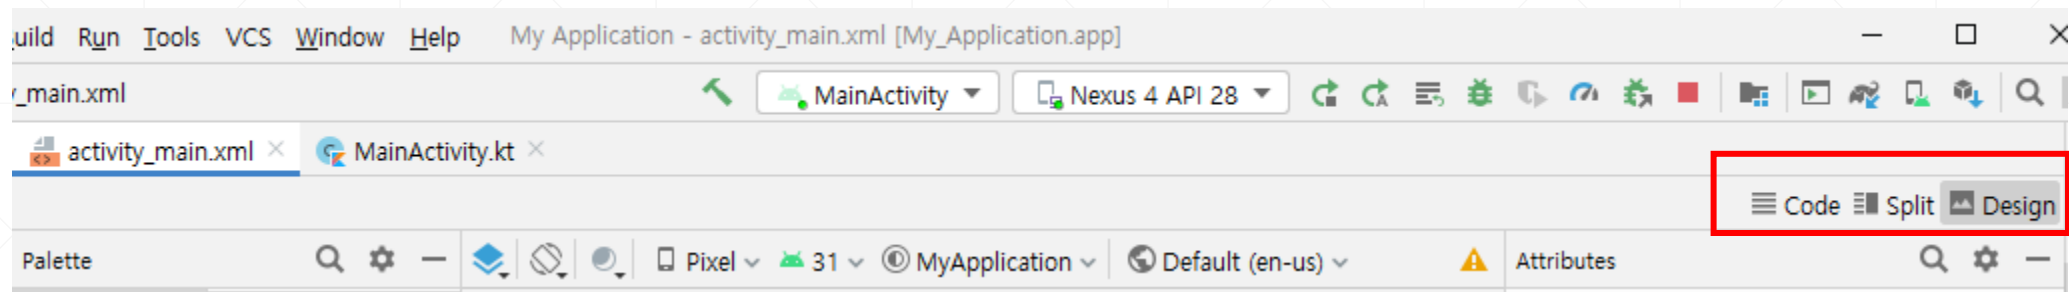 uild Run Tools VCS Window Help My Application - activity_main.xml [My_Application.app]
_main.xml MainActivity Nexus 4 API 28
activity_main.xml MainActivity.kt
Code Split Design
Palette Pixel 31 MyApplication Default (en-us) Attributes